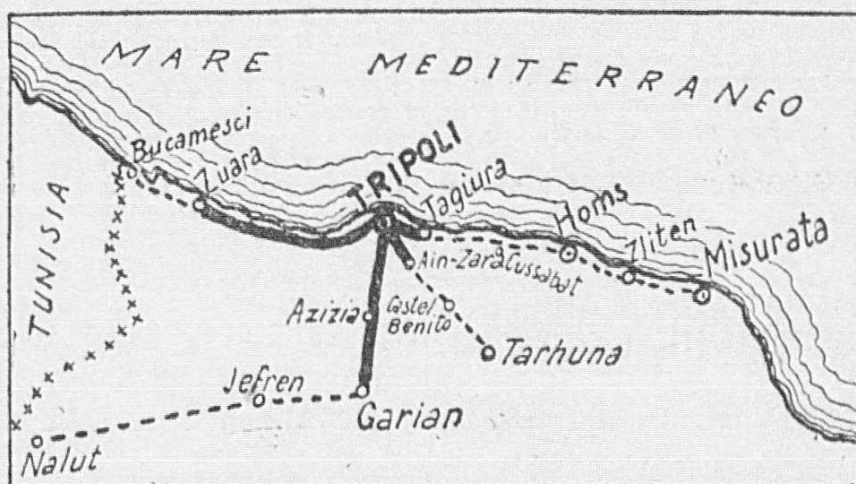 MARE MEDITERRANEO
Bucamesci
Zuara
TRIPOLI
Tagiura
Homs
Zliten
Misurata
TUNISIA
Ain-Zara
Cussabat
Azizia
Castel
Benito
Tarhuna
Jefren
Garian
Nalut